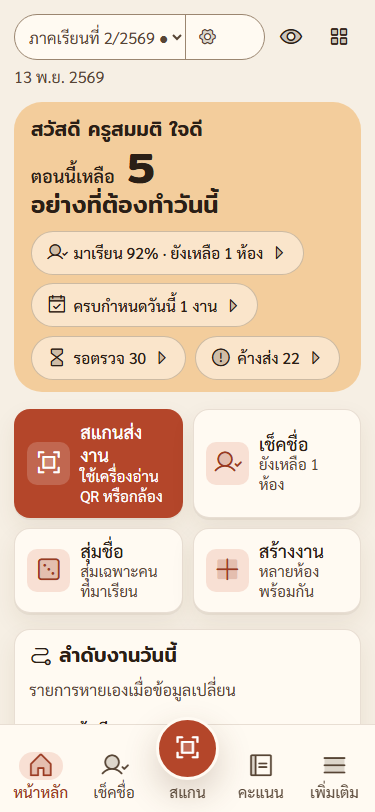 ภาคเรียนที่ 2/2569 ●
13 พ.ย. 2569
สวัสดี ครูสมมติ ใจดี
ตอนนี้เหลือ 5
อย่างที่ต้องทำวันนี้
มาเรียน 92% · ยังเหลือ 1 ห้อง
ครบกำหนดวันนี้ 1 งาน
รอตรวจ 30
ค้างส่ง 22
สแกนส่ง
งาน
ใช้เครื่องอ่าน
QR หรือกล้อง
เช็คชื่อ
ยังเหลือ 1
ห้อง
สุ่มชื่อ
สุ่มเฉพาะคน
ที่มาเรียน
สร้างงาน
หลายห้อง
พร้อมกัน
ลำดับงานวันนี้
รายการหายเองเมื่อข้อมูลเปลี่ยน
หน้าหลัก
เช็คชื่อ
สแกน
คะแนน
เพิ่มเติม